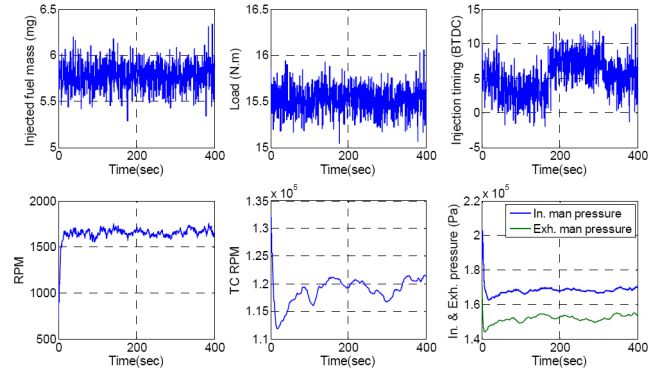 Injected fuel mass (mg)
6.5
6
5.5
5
0
200
400
Time(sec)
Load (N.m)
16.5
16
15.5
15
0
200
400
Time(sec)
Injection timing (BTDC)
15
10
5
0
-5
0
200
400
Time(sec)
RPM
2000
1500
1000
500
0
200
400
Time(sec)
TC RPM
x 10⁵
1.35
1.3
1.25
1.2
1.15
1.1
0
200
400
Time(sec)
In. & Exh. pressure (Pa)
x 10⁵
2.2
2
1.8
1.6
1.4
In. man pressure
Exh. man pressure
0
200
400
Time(sec)